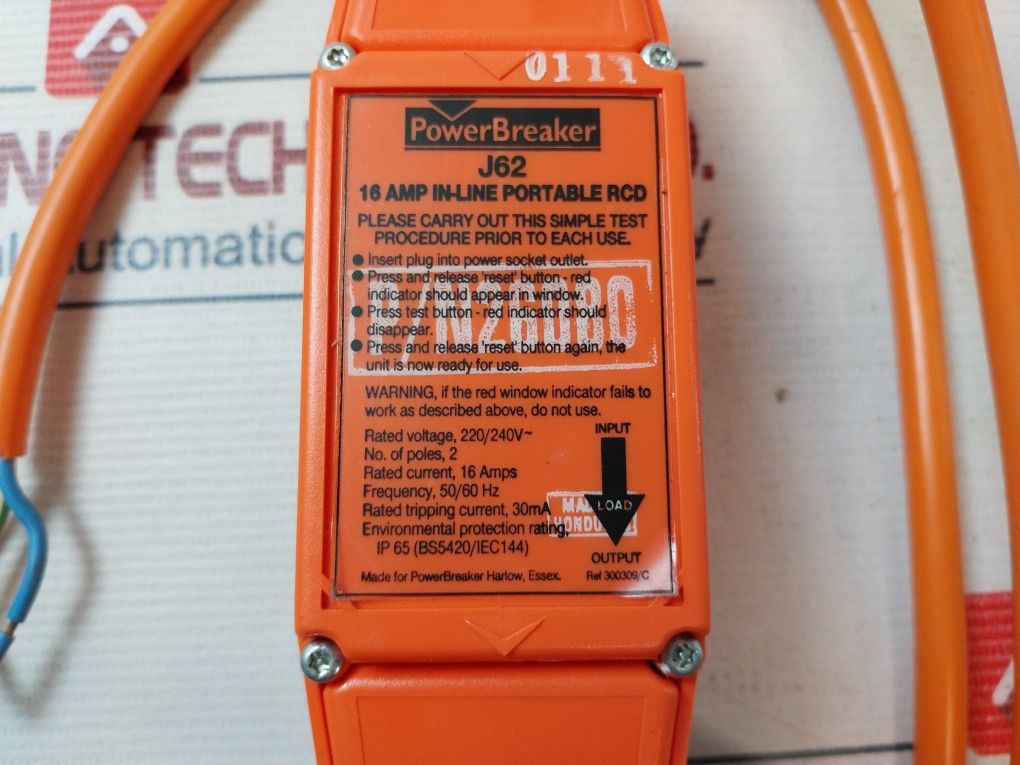 0111
PowerBreaker
J62
16 AMP IN-LINE PORTABLE RCD
PLEASE CARRY OUT THIS SIMPLE TEST
PROCEDURE PRIOR TO EACH USE.
● Insert plug into power socket outlet.
● Press and release 'reset' button - red
indicator should appear in window.
● Press test button - red indicator should
disappear.
● Press and release 'reset' button again, the
unit is now ready for use.
WARNING, if the red window indicator fails to
work as described above, do not use.
Rated voltage, 220/240V~
No. of poles, 2
Rated current, 16 Amps
Frequency, 50/60 Hz
Rated tripping current, 30mA
Environmental protection rating,
IP 65 (BS5420/IEC144)
INPUT
LOAD
OUTPUT
Made for PowerBreaker Harlow, Essex. Ref 300309/C